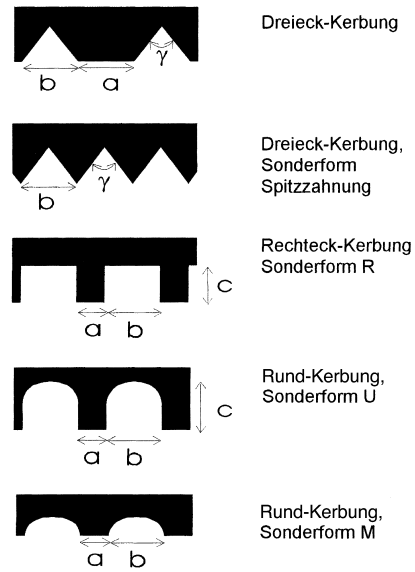 Dreieck-Kerbung
γ
b
a
Dreieck-Kerbung,
Sonderform
Spitzzahnung
γ
b
Rechteck-Kerbung
Sonderform R
c
a
b
Rund-Kerbung,
Sonderform U
c
a
b
Rund-Kerbung,
Sonderform M
a
b